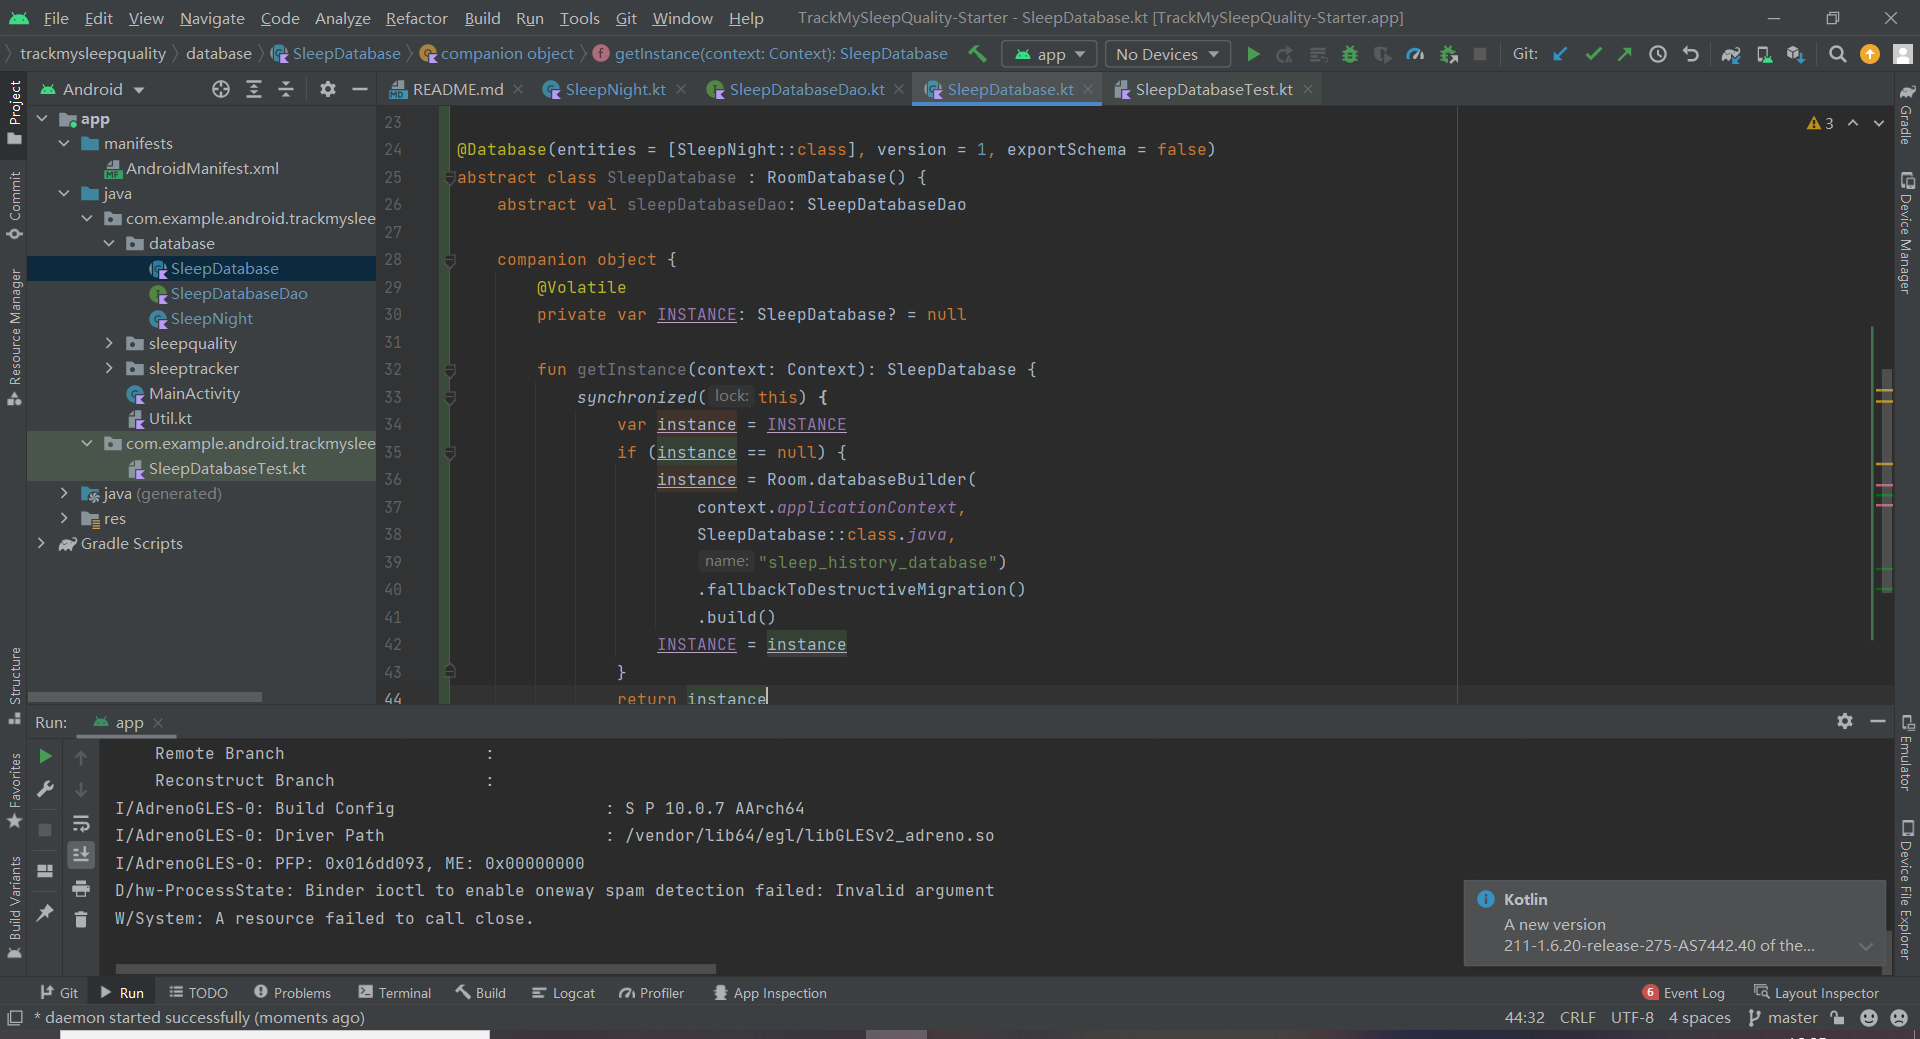 File Edit View Navigate Code Analyze Refactor Build Run Tools Git Window Help TrackMySleepQuality-Starter - SleepDatabase.kt [TrackMySleepQuality-Starter.app]
trackmysleepquality database SleepDatabase companion object getInstance(context: Context): SleepDatabase app No Devices Git:
Android README.md SleepNight.kt SleepDatabaseDao.kt SleepDatabase.kt SleepDatabaseTest.kt
Project
Commit
Resource Manager
Structure
Favorites
Build Variants
app
manifests
AndroidManifest.xml
java
com.example.android.trackmyslee
database
SleepDatabase
SleepDatabaseDao
SleepNight
sleepquality
sleeptracker
MainActivity
Util.kt
com.example.android.trackmyslee
SleepDatabaseTest.kt
java (generated)
res
Gradle Scripts
3
23
24 @Database(entities = [SleepNight::class], version = 1, exportSchema = false)
25 abstract class SleepDatabase : RoomDatabase() {
26 abstract val sleepDatabaseDao: SleepDatabaseDao
27
28 companion object {
29 @Volatile
30 private var INSTANCE: SleepDatabase? = null
31
32 fun getInstance(context: Context): SleepDatabase {
33 synchronized( lock: this) {
34 var instance = INSTANCE
35 if (instance == null) {
36 instance = Room.databaseBuilder(
37 context.applicationContext,
38 SleepDatabase::class.java,
39 name: "sleep_history_database")
40 .fallbackToDestructiveMigration()
41 .build()
42 INSTANCE = instance
43 }
44 return instance
Gradle
Device Manager
Emulator
Device File Explorer
Run: app
Remote Branch :
Reconstruct Branch :
I/AdrenoGLES-0: Build Config : S P 10.0.7 AArch64
I/AdrenoGLES-0: Driver Path : /vendor/lib64/egl/libGLESv2_adreno.so
I/AdrenoGLES-0: PFP: 0x016dd093, ME: 0x00000000
D/hw-ProcessState: Binder ioctl to enable oneway spam detection failed: Invalid argument
W/System: A resource failed to call close.
Kotlin
A new version
211-1.6.20-release-275-AS7442.40 of the...
Git Run TODO Problems Terminal Build Logcat Profiler App Inspection 6 Event Log Layout Inspector
* daemon started successfully (moments ago) 44:32 CRLF UTF-8 4 spaces master